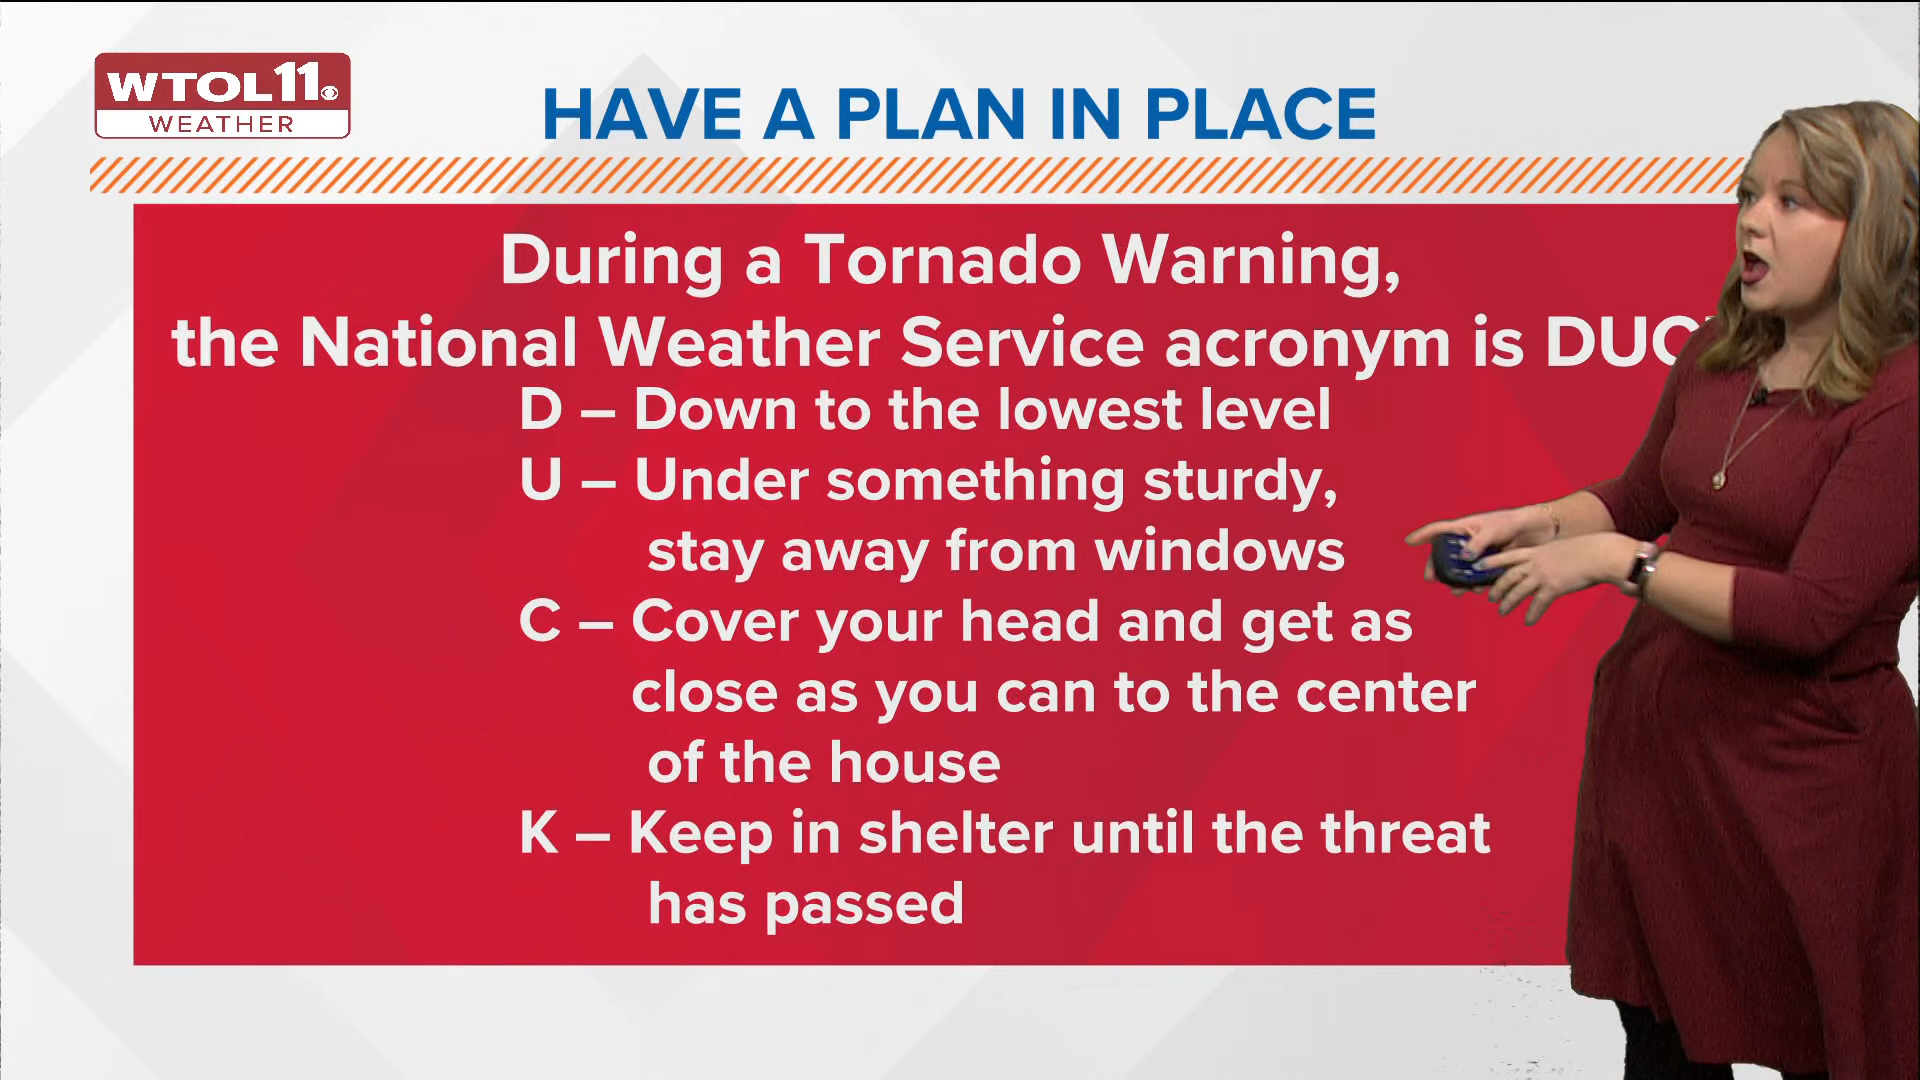 WTOL 11
WEATHER
HAVE A PLAN IN PLACE
During a Tornado Warning,
the National Weather Service acronym is
D – Down to the lowest level
U – Under something sturdy,
stay away from windows
C – Cover your head and get as
close as you can to the center
of the house
K – Keep in shelter until the threat
has passed